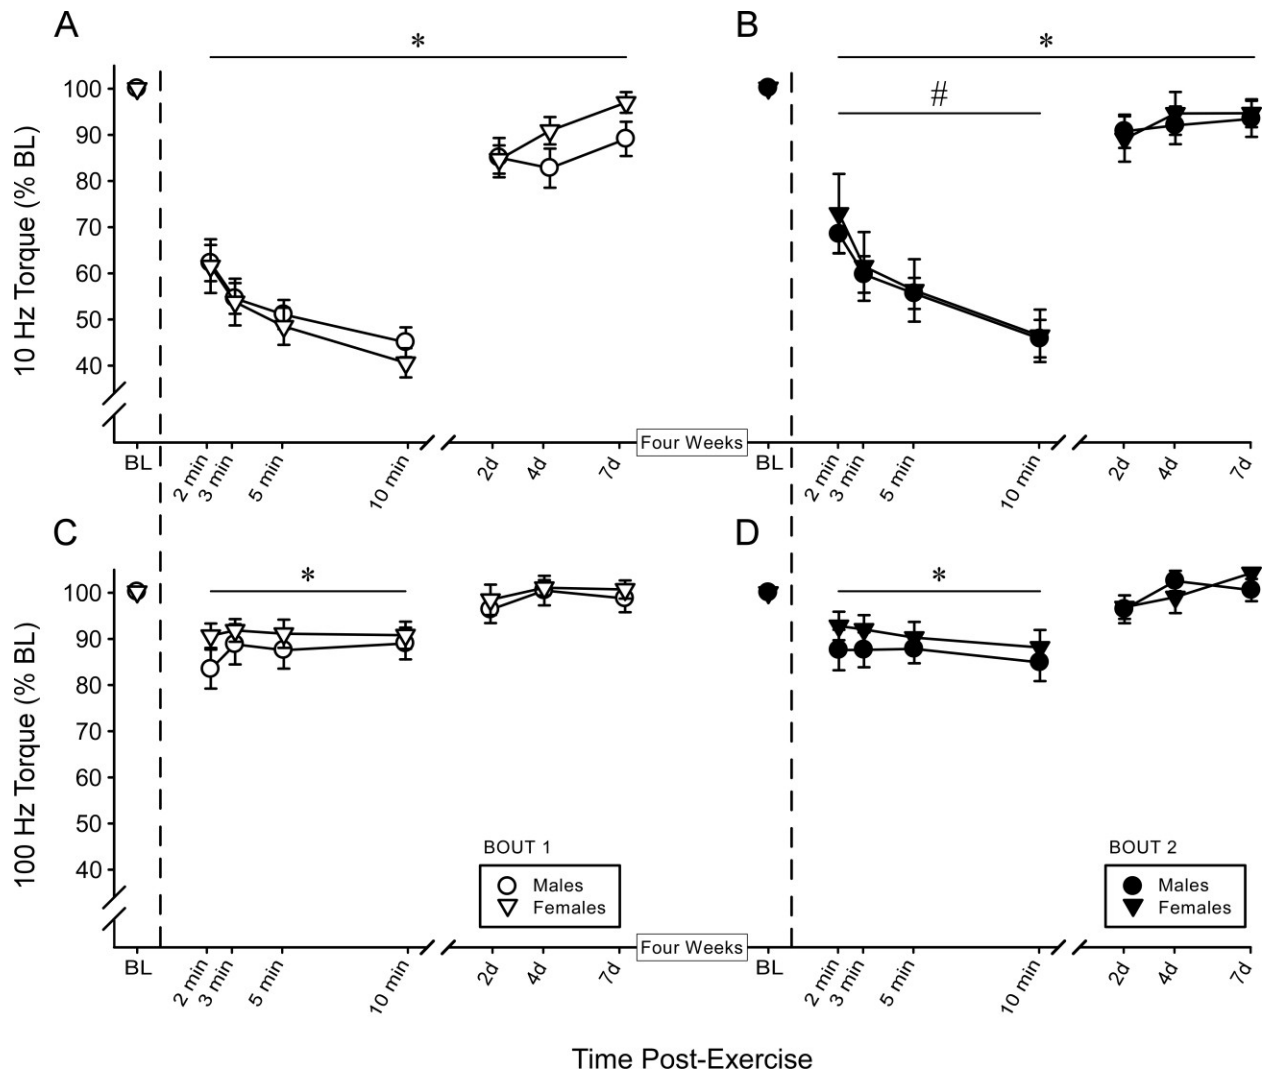 A
B
*
*
#
10 Hz Torque (% BL)
100
90
80
70
60
50
40
BL
2 min
3 min
5 min
10 min
2d
4d
7d
Four Weeks
BL
2 min
3 min
5 min
10 min
2d
4d
7d
C
D
*
*
100 Hz Torque (% BL)
100
90
80
70
60
50
40
BOUT 1
Males
Females
BOUT 2
Males
Females
BL
2 min
3 min
5 min
10 min
2d
4d
7d
Four Weeks
BL
2 min
3 min
5 min
10 min
2d
4d
7d
Time Post-Exercise